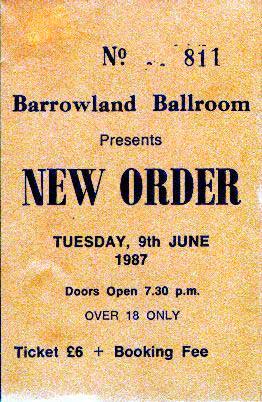 Nº 811
Barrowland Ballroom
Presents
NEW ORDER
TUESDAY, 9th JUNE
1987
Doors Open 7.30 p.m.
OVER 18 ONLY
Ticket £6 + Booking Fee